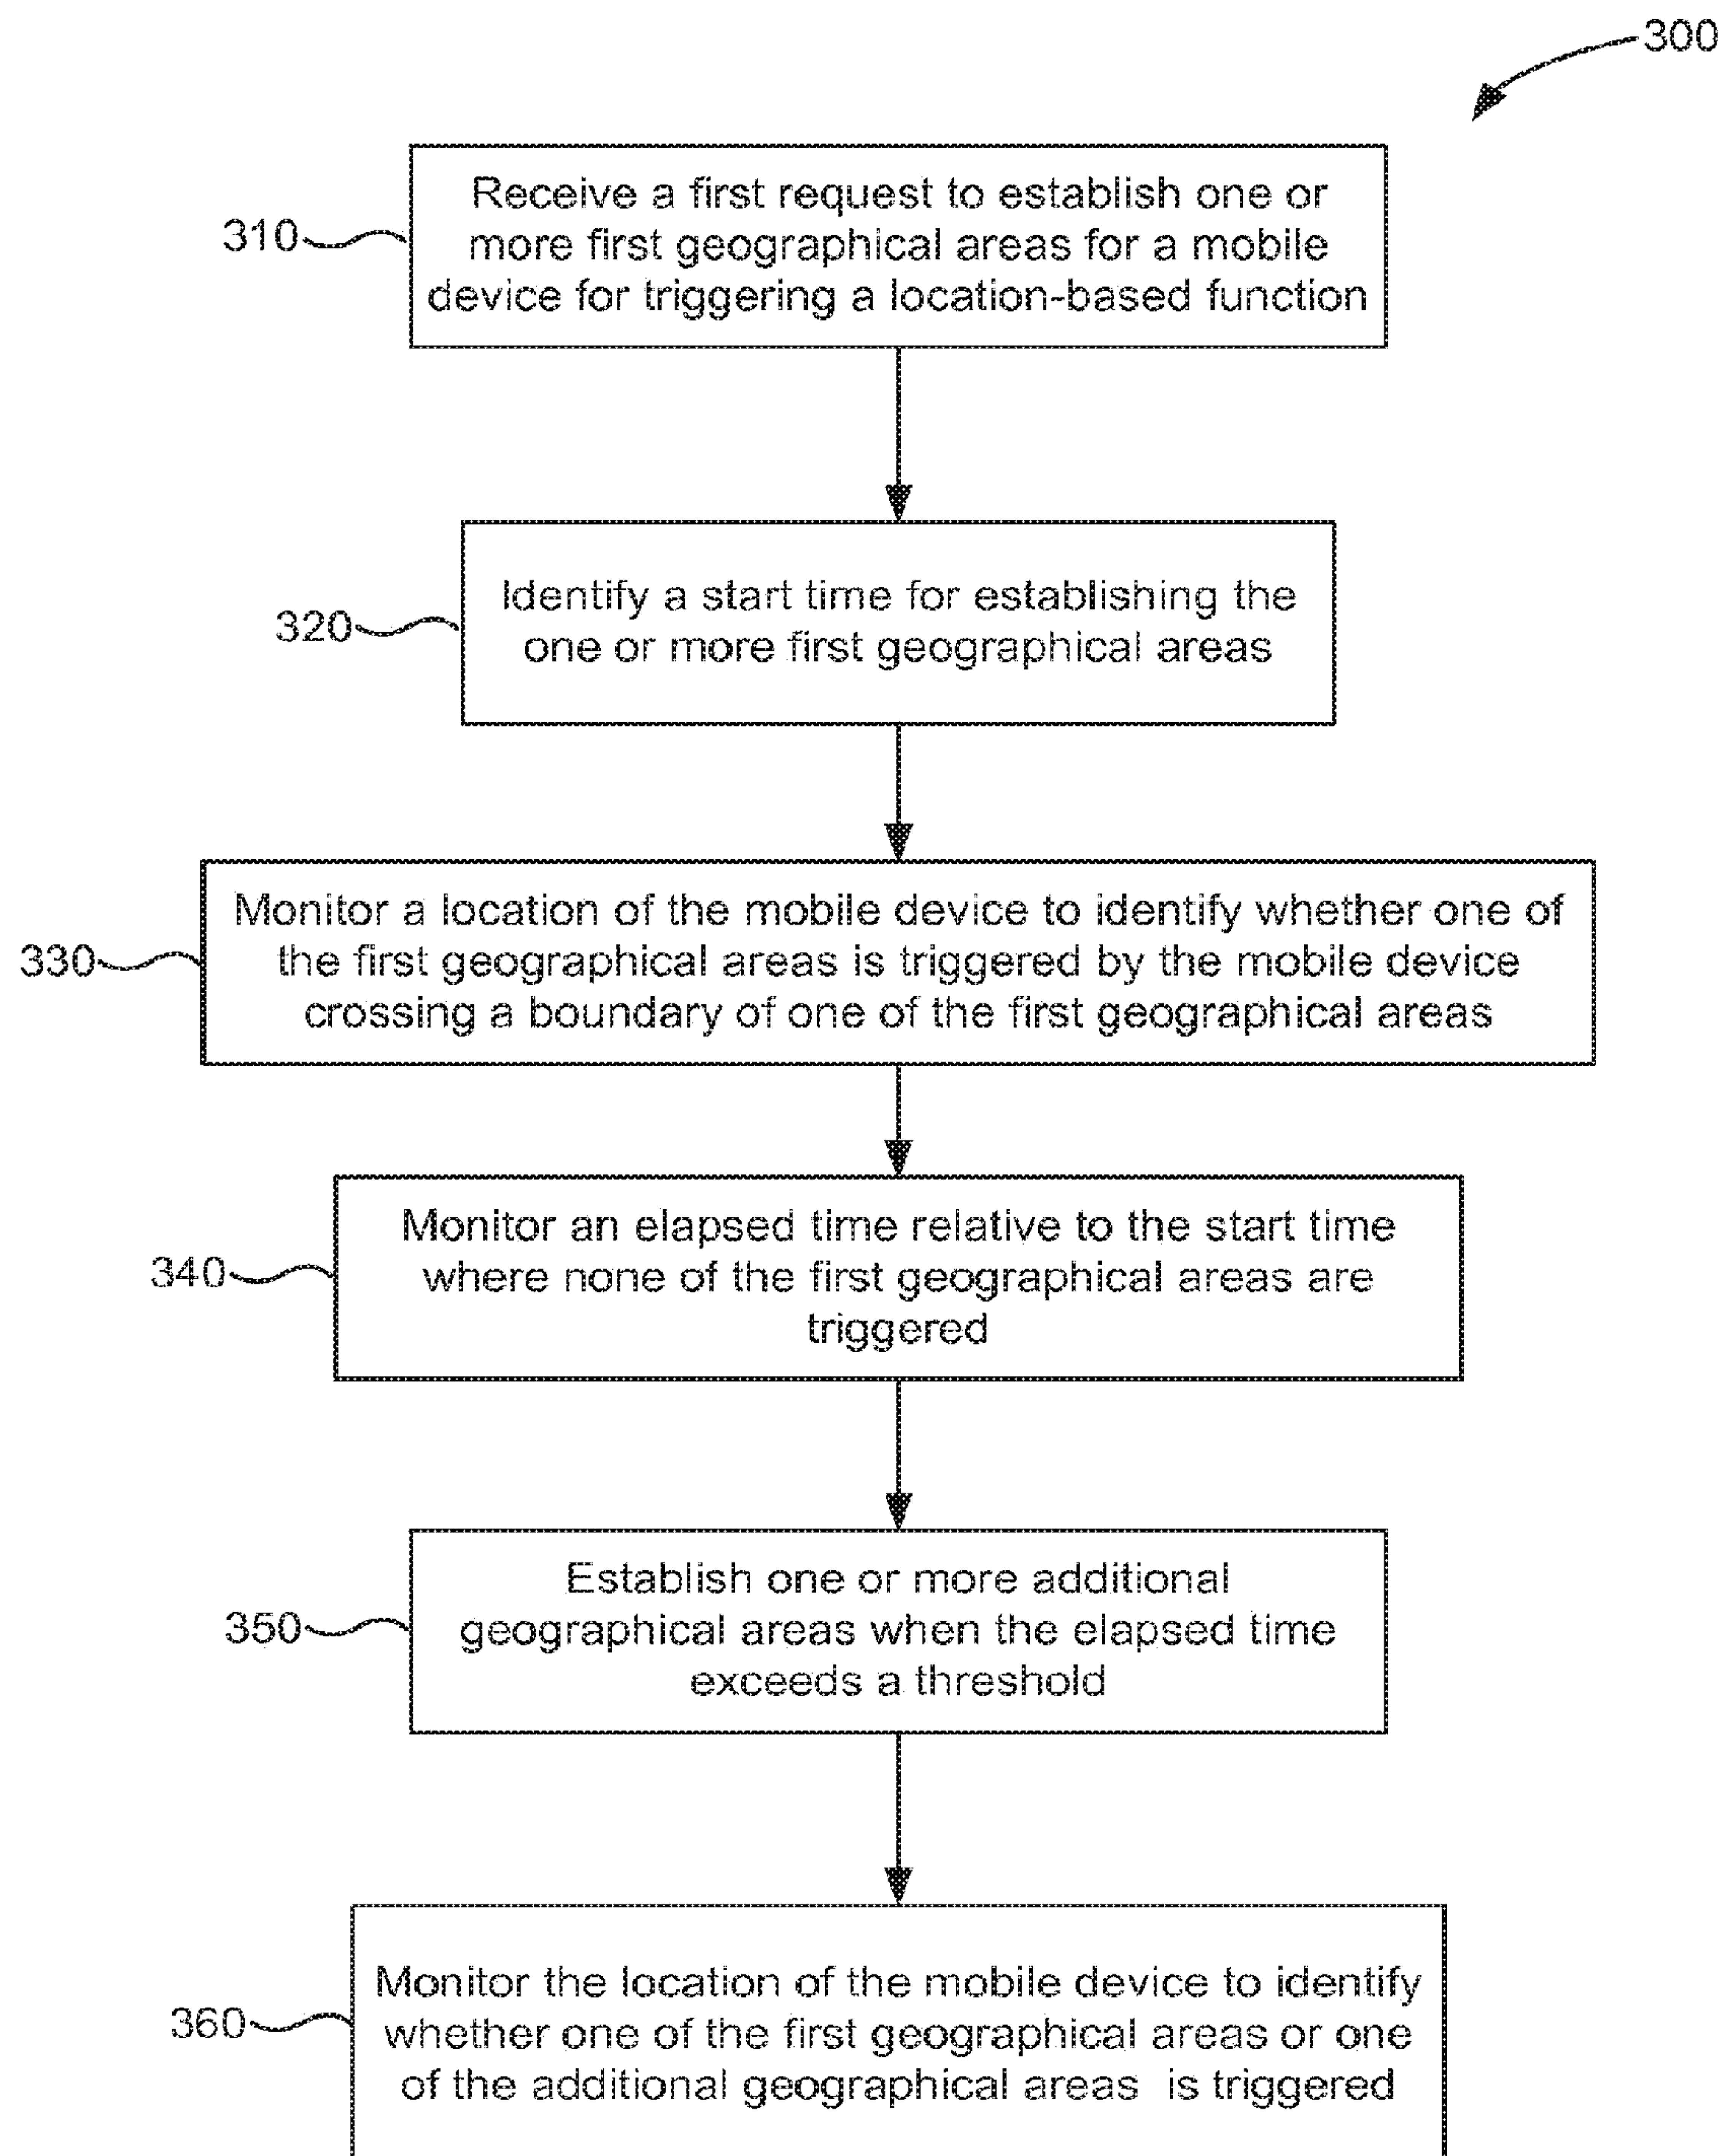 300
310
Receive a first request to establish one or
more first geographical areas for a mobile
device for triggering a location-based function
320
Identify a start time for establishing the
one or more first geographical areas
330
Monitor a location of the mobile device to identify whether one of
the first geographical areas is triggered by the mobile device
crossing a boundary of one of the first geographical areas
340
Monitor an elapsed time relative to the start time
where none of the first geographical areas are
triggered
350
Establish one or more additional
geographical areas when the elapsed time
exceeds a threshold
360
Monitor the location of the mobile device to identify
whether one of the first geographical areas or one
of the additional geographical areas is triggered